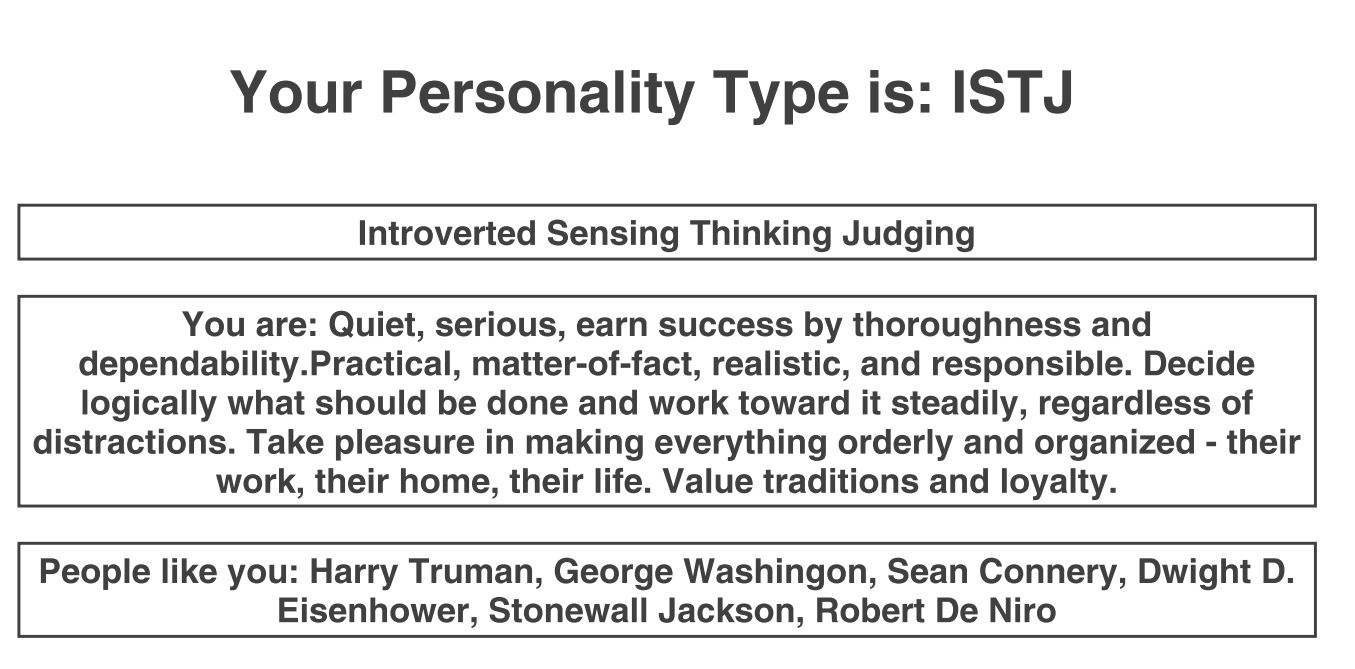 Your Personality Type is: ISTJ
Introverted Sensing Thinking Judging
You are: Quiet, serious, earn success by thoroughness and
dependability.Practical, matter-of-fact, realistic, and responsible. Decide
logically what should be done and work toward it steadily, regardless of
distractions. Take pleasure in making everything orderly and organized - their
work, their home, their life. Value traditions and loyalty.
People like you: Harry Truman, George Washingon, Sean Connery, Dwight D.
Eisenhower, Stonewall Jackson, Robert De Niro